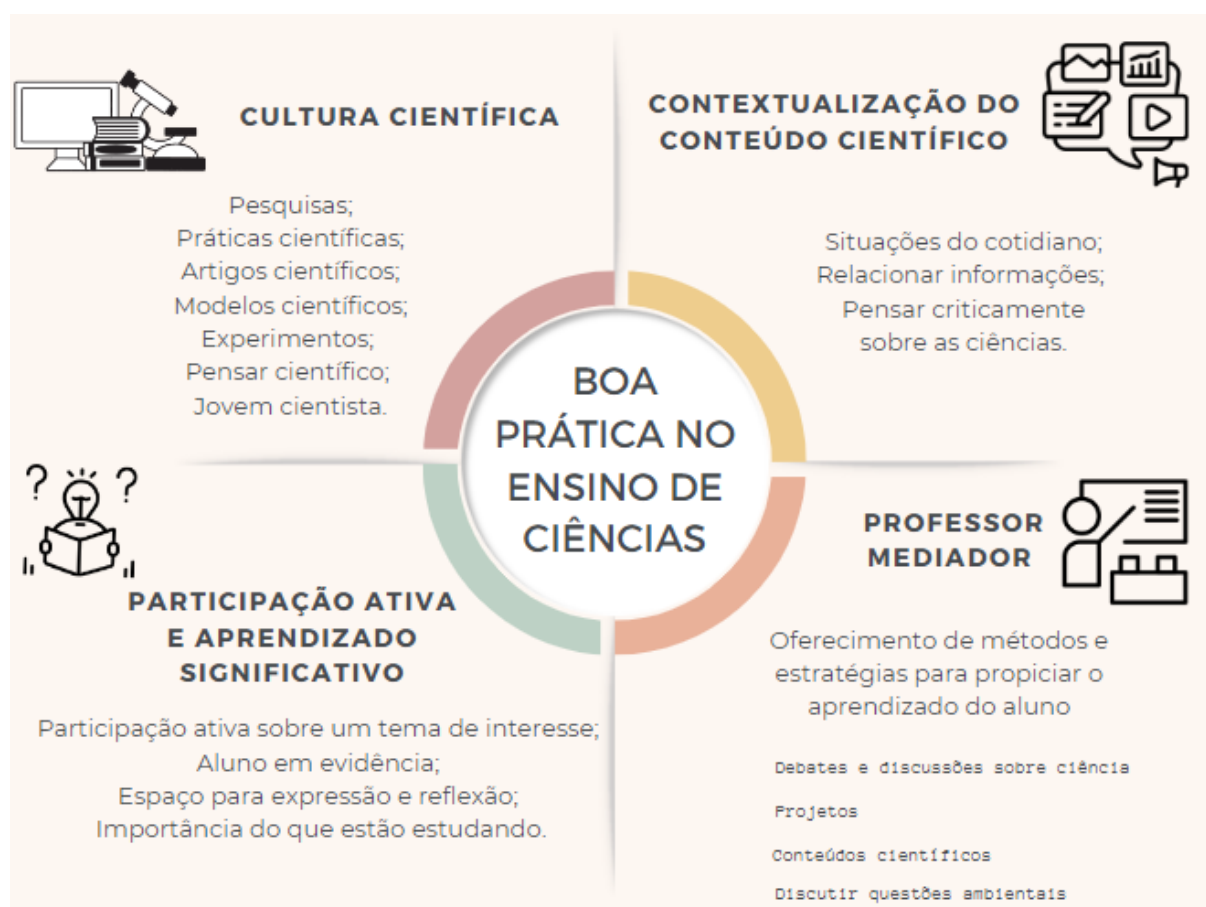 CULTURA CIENTÍFICA
Pesquisas;
Práticas científicas;
Artigos científicos;
Modelos científicos;
Experimentos;
Pensar científico;
Jovem cientista.
CONTEXTUALIZAÇÃO DO
CONTEÚDO CIENTÍFICO
Situações do cotidiano;
Relacionar informações;
Pensar criticamente
sobre as ciências.
BOA
PRÁTICA NO
ENSINO DE
CIÊNCIAS
? ?
PARTICIPAÇÃO ATIVA
E APRENDIZADO
SIGNIFICATIVO
Participação ativa sobre um tema de interesse;
Aluno em evidência;
Espaço para expressão e reflexão;
Importância do que estão estudando.
PROFESSOR
MEDIADOR
Oferecimento de métodos e
estratégias para propiciar o
aprendizado do aluno
Debates e discussões sobre ciência
Projetos
Conteúdos científicos
Discutir questões ambientais